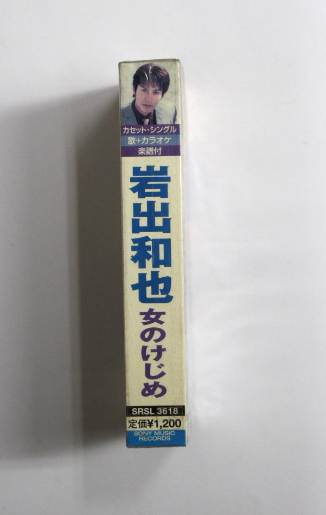 カセット・シングル
歌+カラオケ
楽譜付
岩出和也
女のけじめ
SRSL 3618
定価¥1,200
SONY MUSIC
RECORDS